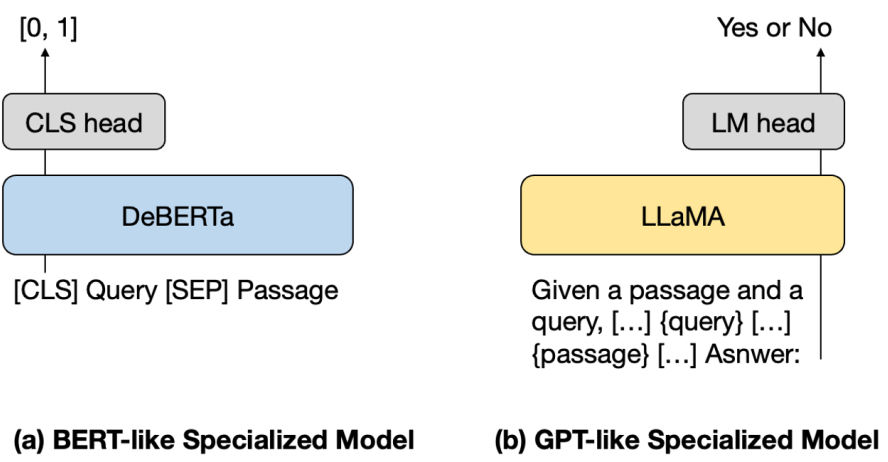 [0, 1]
CLS head
DeBERTa
[CLS] Query [SEP] Passage
(a) BERT-like Specialized Model
Yes or No
LM head
LLaMA
Given a passage and a
query, […] {query} […]
{passage} […] Asnwer:
(b) GPT-like Specialized Model